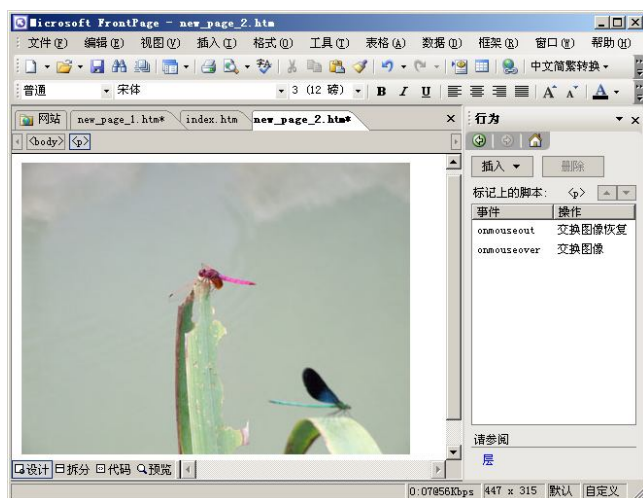 Microsoft FrontPage - new_page_2.htm
文件(F) 编辑(E) 视图(V) 插入(I) 格式(O) 工具(T) 表格(A) 数据(D) 框架(R) 窗口(W) 帮助(H)
中文简繁转换
普通 宋体 3 (12 磅) B I U A A A
网站 new_page_1.htm* index.htm new_page_2.htm*
<body> <p>
行为
插入 删除
标记上的脚本: <p>
事件 操作
onmouseout 交换图像恢复
onmouseover 交换图像
请参阅
层
设计 拆分 代码 预览
0:07@56Kbps 447 x 315 默认 自定义